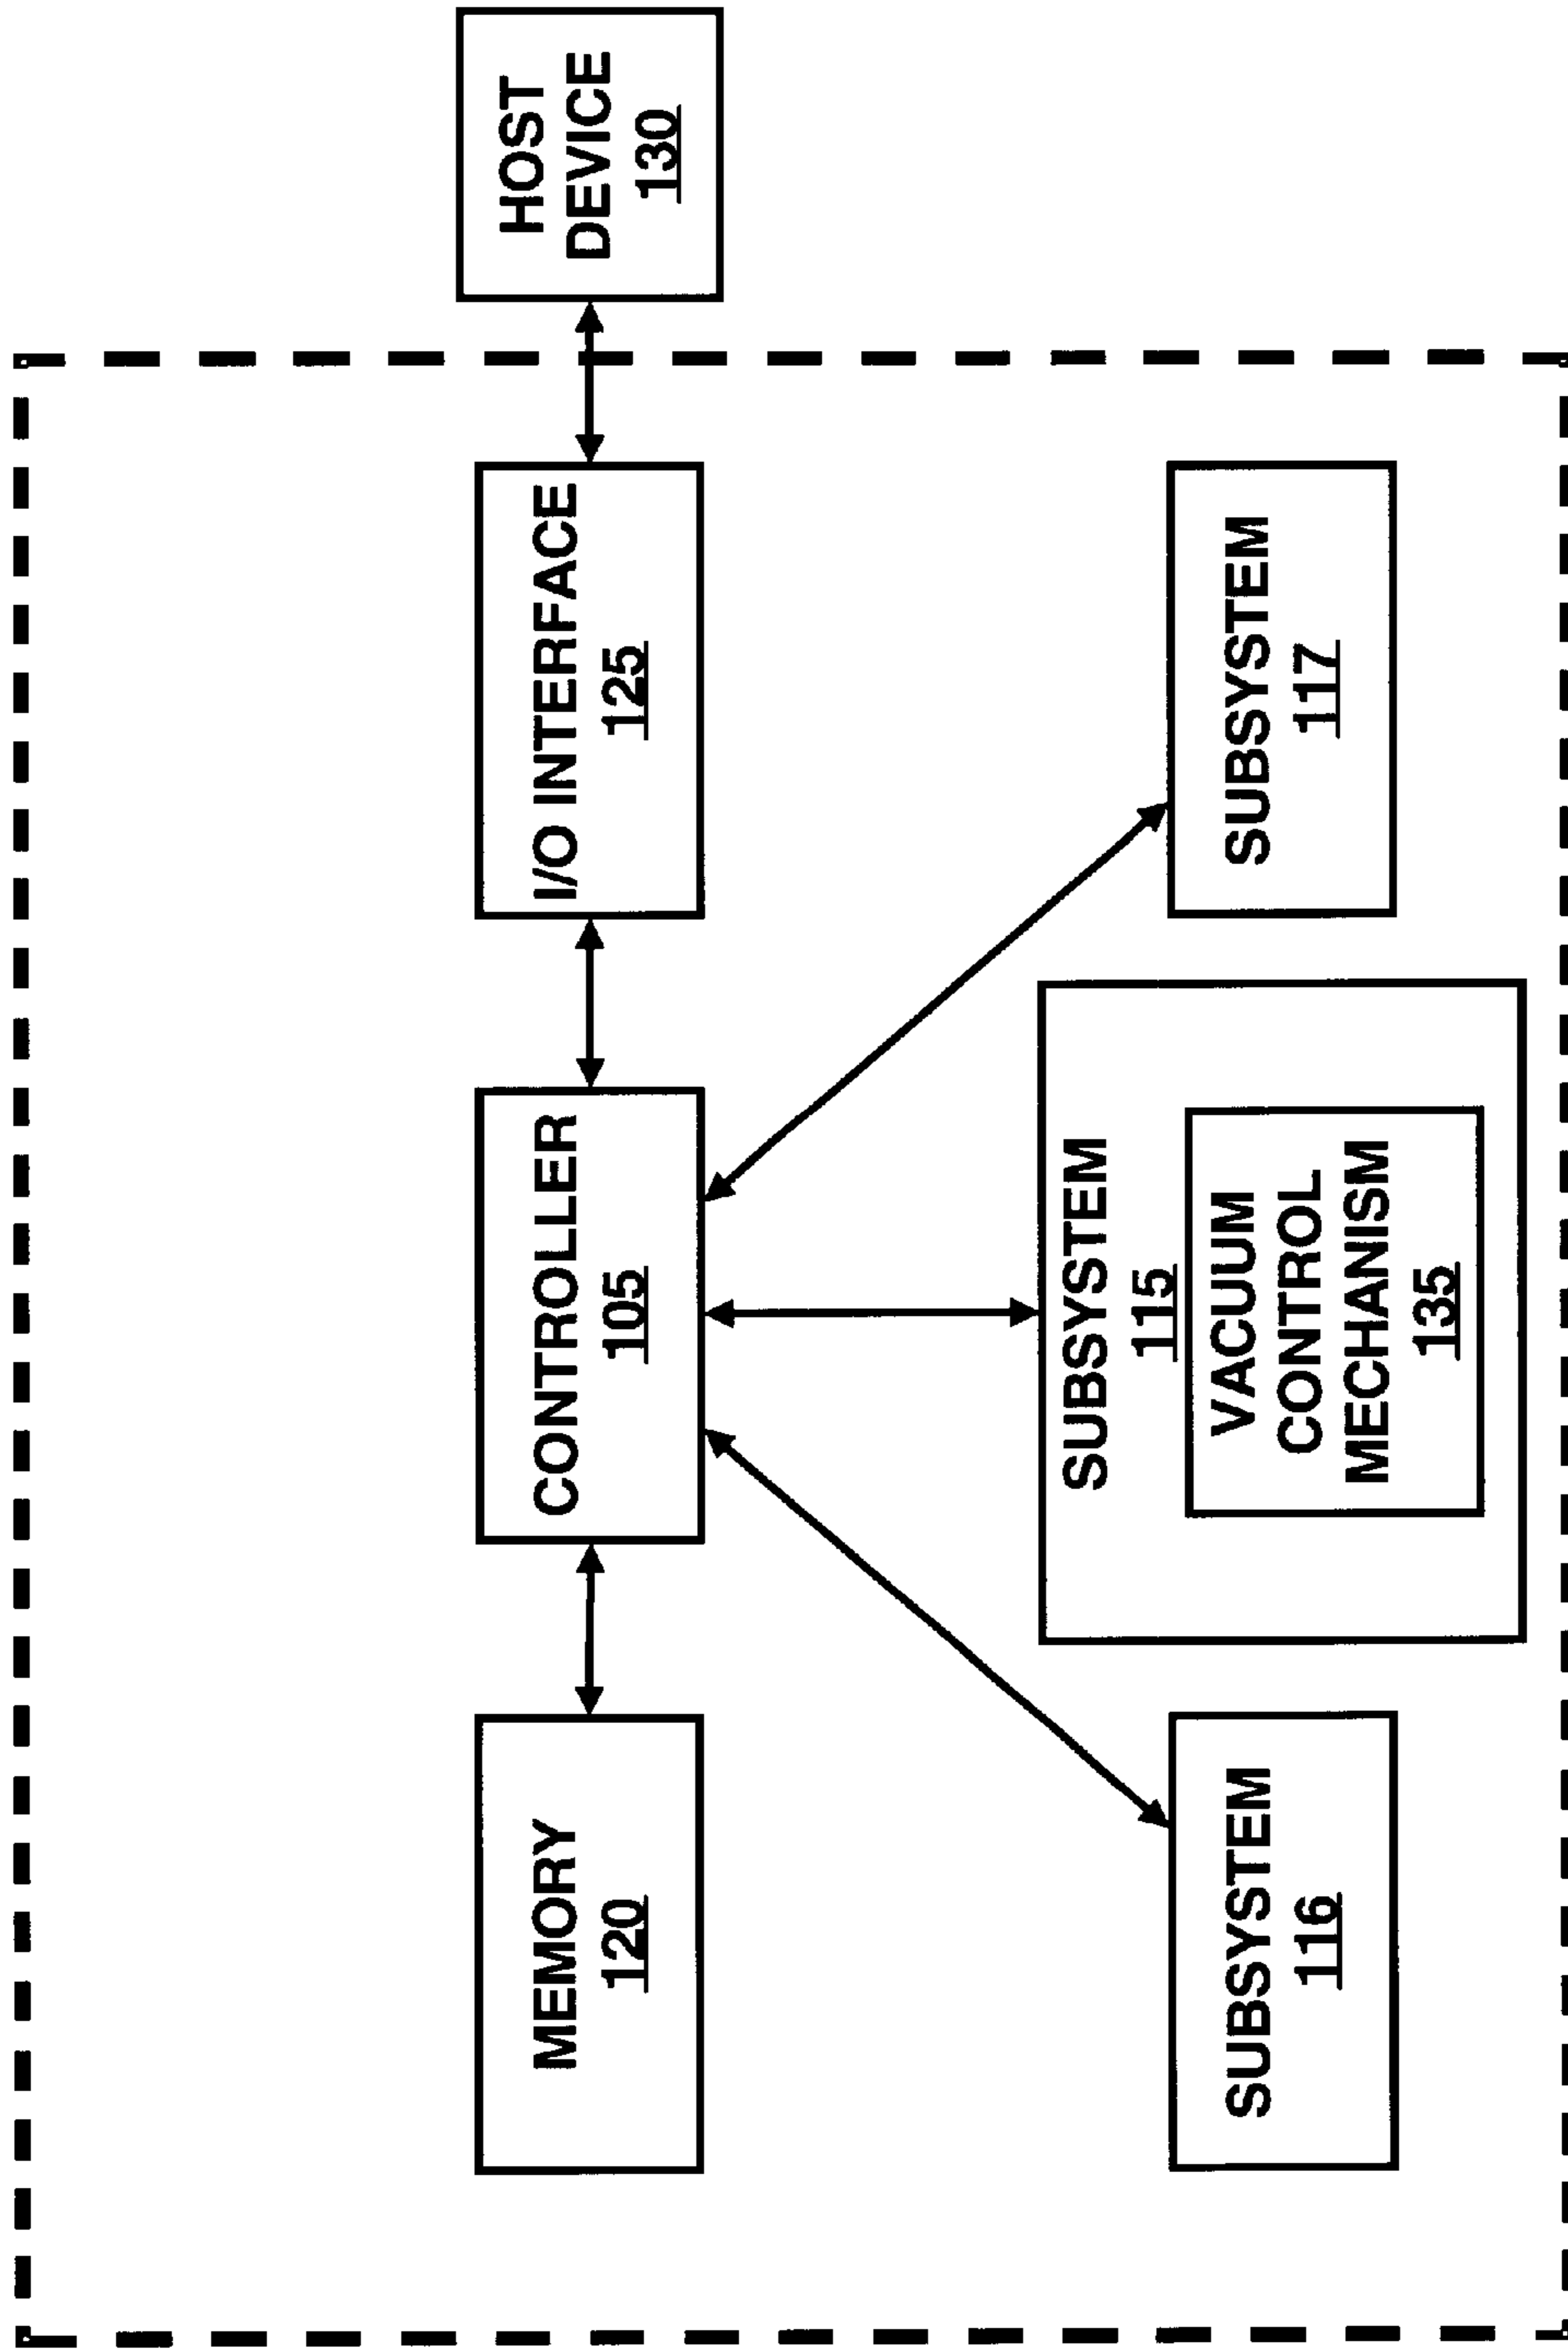 MEMORY
120
CONTROLLER
105
I/O INTERFACE
125
HOST
DEVICE
130
SUBSYSTEM
116
SUBSYSTEM
115
VACUUM
CONTROL
MECHANISM
135
SUBSYSTEM
117